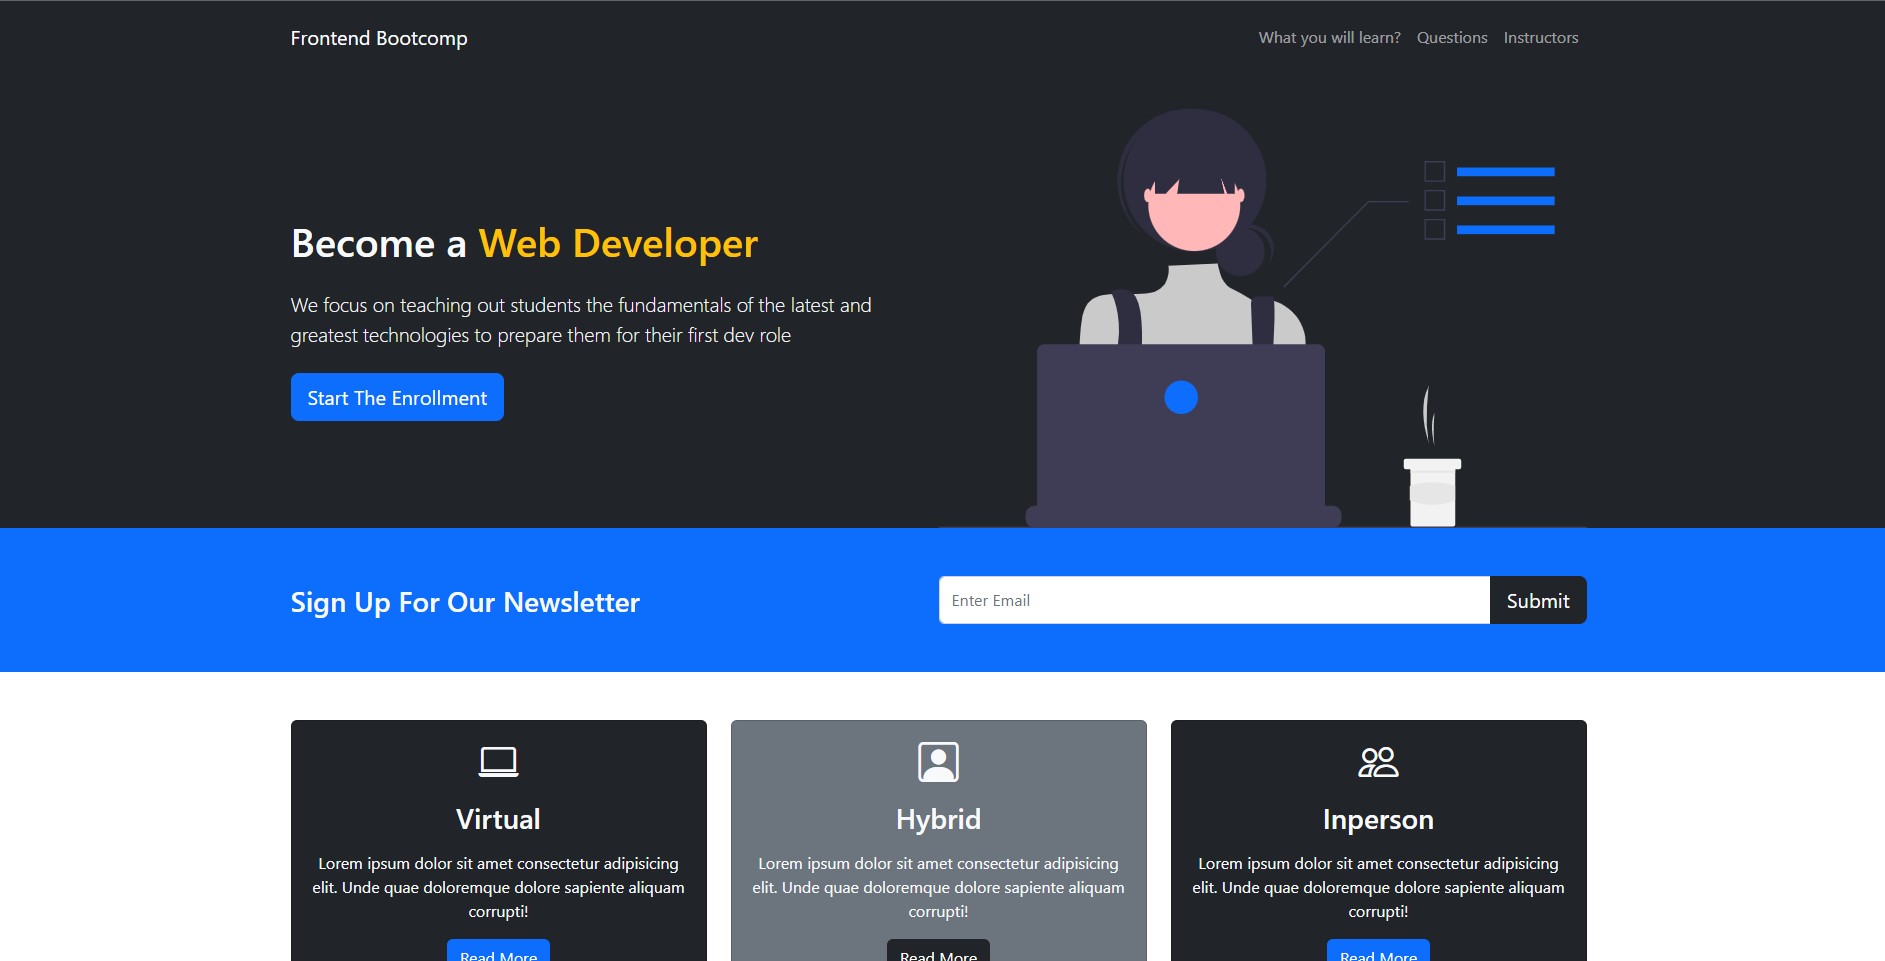 Frontend Bootcomp
What you will learn? Questions Instructors
Become a Web Developer
We focus on teaching out students the fundamentals of the latest and
greatest technologies to prepare them for their first dev role
Start The Enrollment
Sign Up For Our Newsletter
Enter Email
Submit
Virtual
Lorem ipsum dolor sit amet consectetur adipisicing
elit. Unde quae doloremque dolore sapiente aliquam
corrupti!
Read More
Hybrid
Lorem ipsum dolor sit amet consectetur adipisicing
elit. Unde quae doloremque dolore sapiente aliquam
corrupti!
Read More
Inperson
Lorem ipsum dolor sit amet consectetur adipisicing
elit. Unde quae doloremque dolore sapiente aliquam
corrupti!
Read More